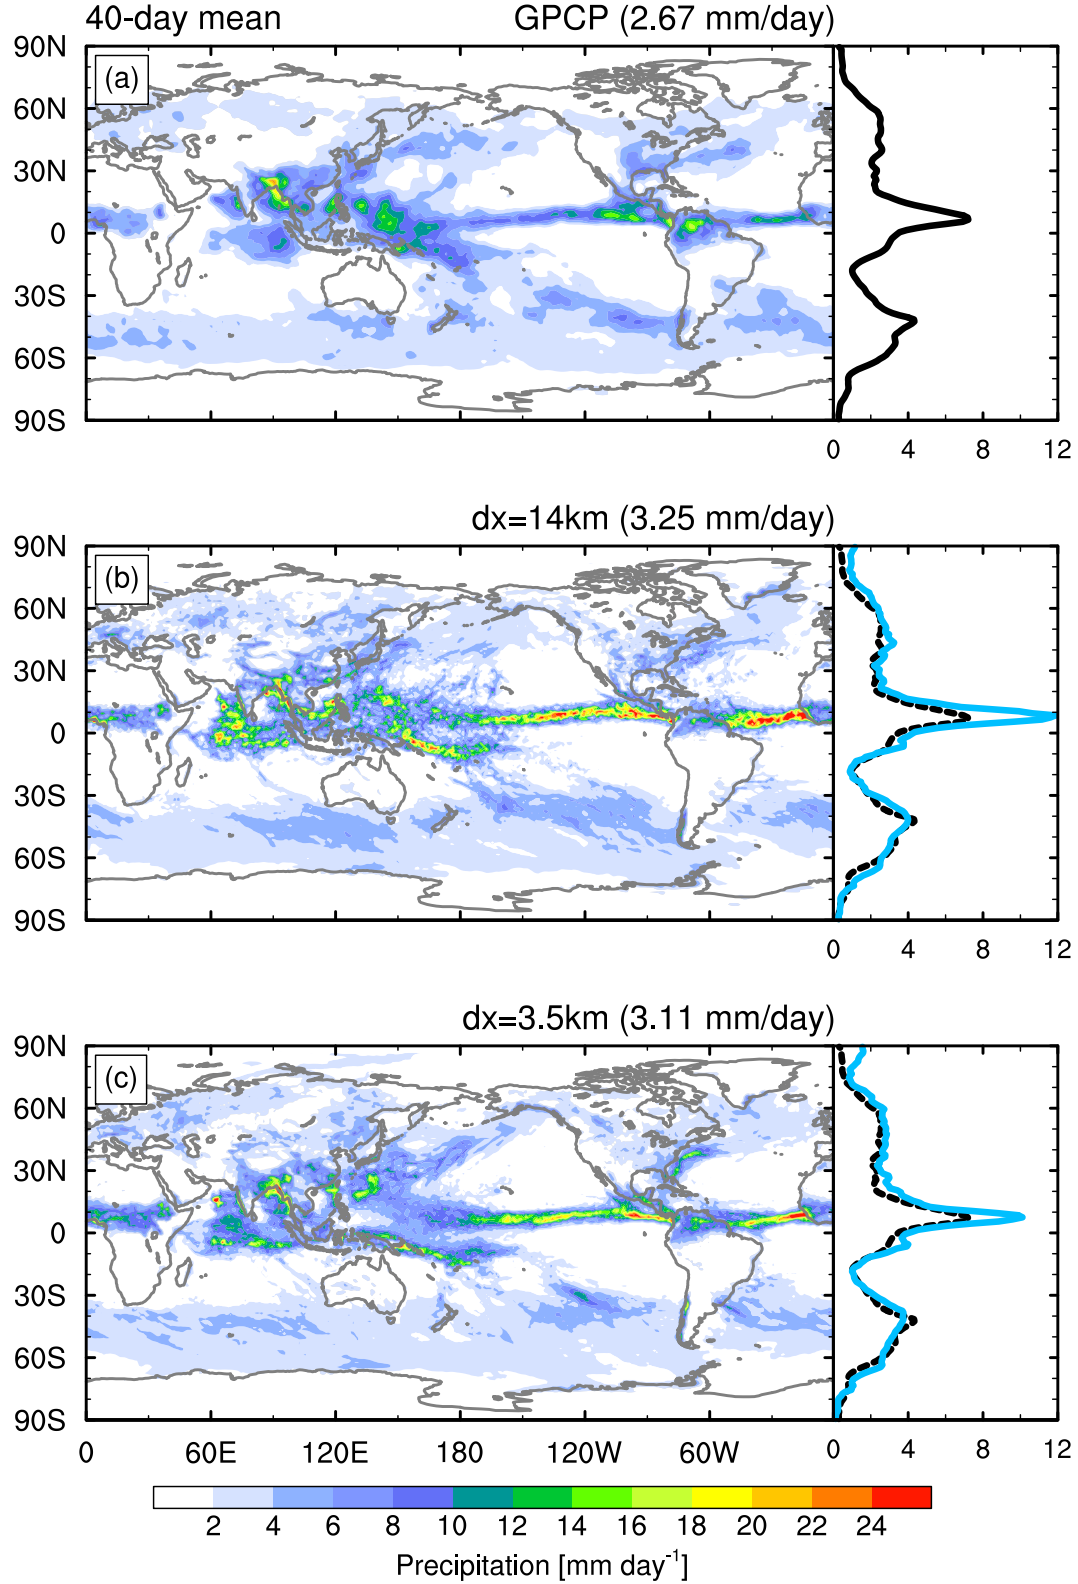 40-day mean GPCP (2.67 mm/day)
(a)
90N
60N
30N
0
30S
60S
90S
0 4 8 12
dx=14km (3.25 mm/day)
(b)
90N
60N
30N
0
30S
60S
90S
0 4 8 12
dx=3.5km (3.11 mm/day)
(c)
90N
60N
30N
0
30S
60S
90S
0 60E 120E 180 120W 60W 0 4 8 12
2 4 6 8 10 12 14 16 18 20 22 24
Precipitation [mm day⁻¹]